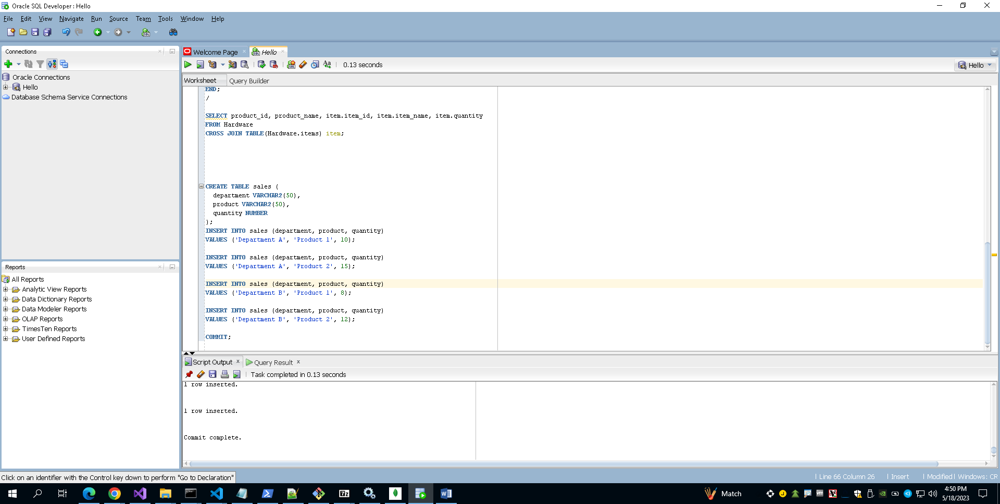 Oracle SQL Developer : Hello
File Edit View Navigate Run Source Team Tools Window Help
Connections
Oracle Connections
Hello
Database Schema Service Connections
Reports
All Reports
Analytic View Reports
Data Dictionary Reports
Data Modeler Reports
OLAP Reports
TimesTen Reports
User Defined Reports
Welcome Page
Hello
0.13 seconds
Hello
Worksheet
Query Builder
END;
/
SELECT product_id, product_name, item.item_id, item.item_name, item.quantity
FROM Hardware
CROSS JOIN TABLE(Hardware.items) item;
CREATE TABLE sales (
department VARCHAR2(50),
product VARCHAR2(50),
quantity NUMBER
);
INSERT INTO sales (department, product, quantity)
VALUES ('Department A', 'Product 1', 10);
INSERT INTO sales (department, product, quantity)
VALUES ('Department A', 'Product 2', 15);
INSERT INTO sales (department, product, quantity)
VALUES ('Department B', 'Product 1', 8);
INSERT INTO sales (department, product, quantity)
VALUES ('Department B', 'Product 2', 12);
COMMIT;
Script Output
Query Result
Task completed in 0.13 seconds
1 row inserted.
1 row inserted.
Commit complete.
Click on an identifier with the Control key down to perform "Go to Declaration"
Line 66 Column 26
Insert
Modified
Windows: CR
Match
4:50 PM
5/18/2023